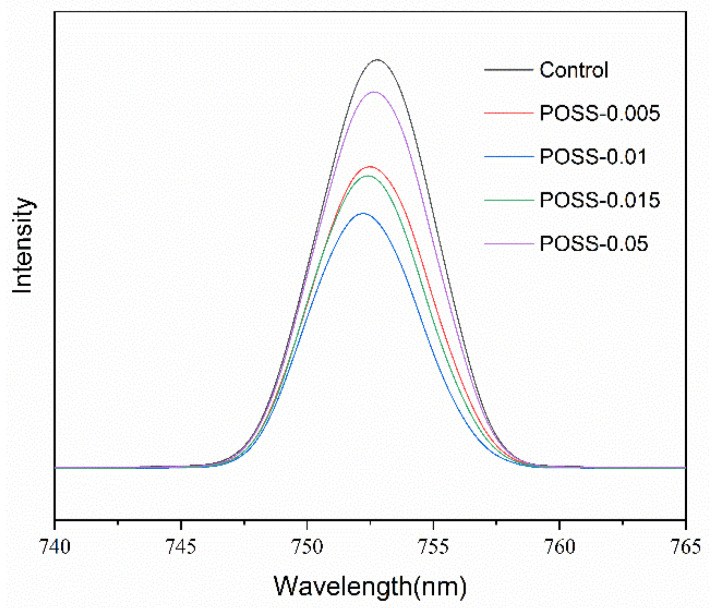 Control
POSS-0.005
POSS-0.01
POSS-0.015
POSS-0.05
Intensity
740 745 750 755 760 765
Wavelength(nm)